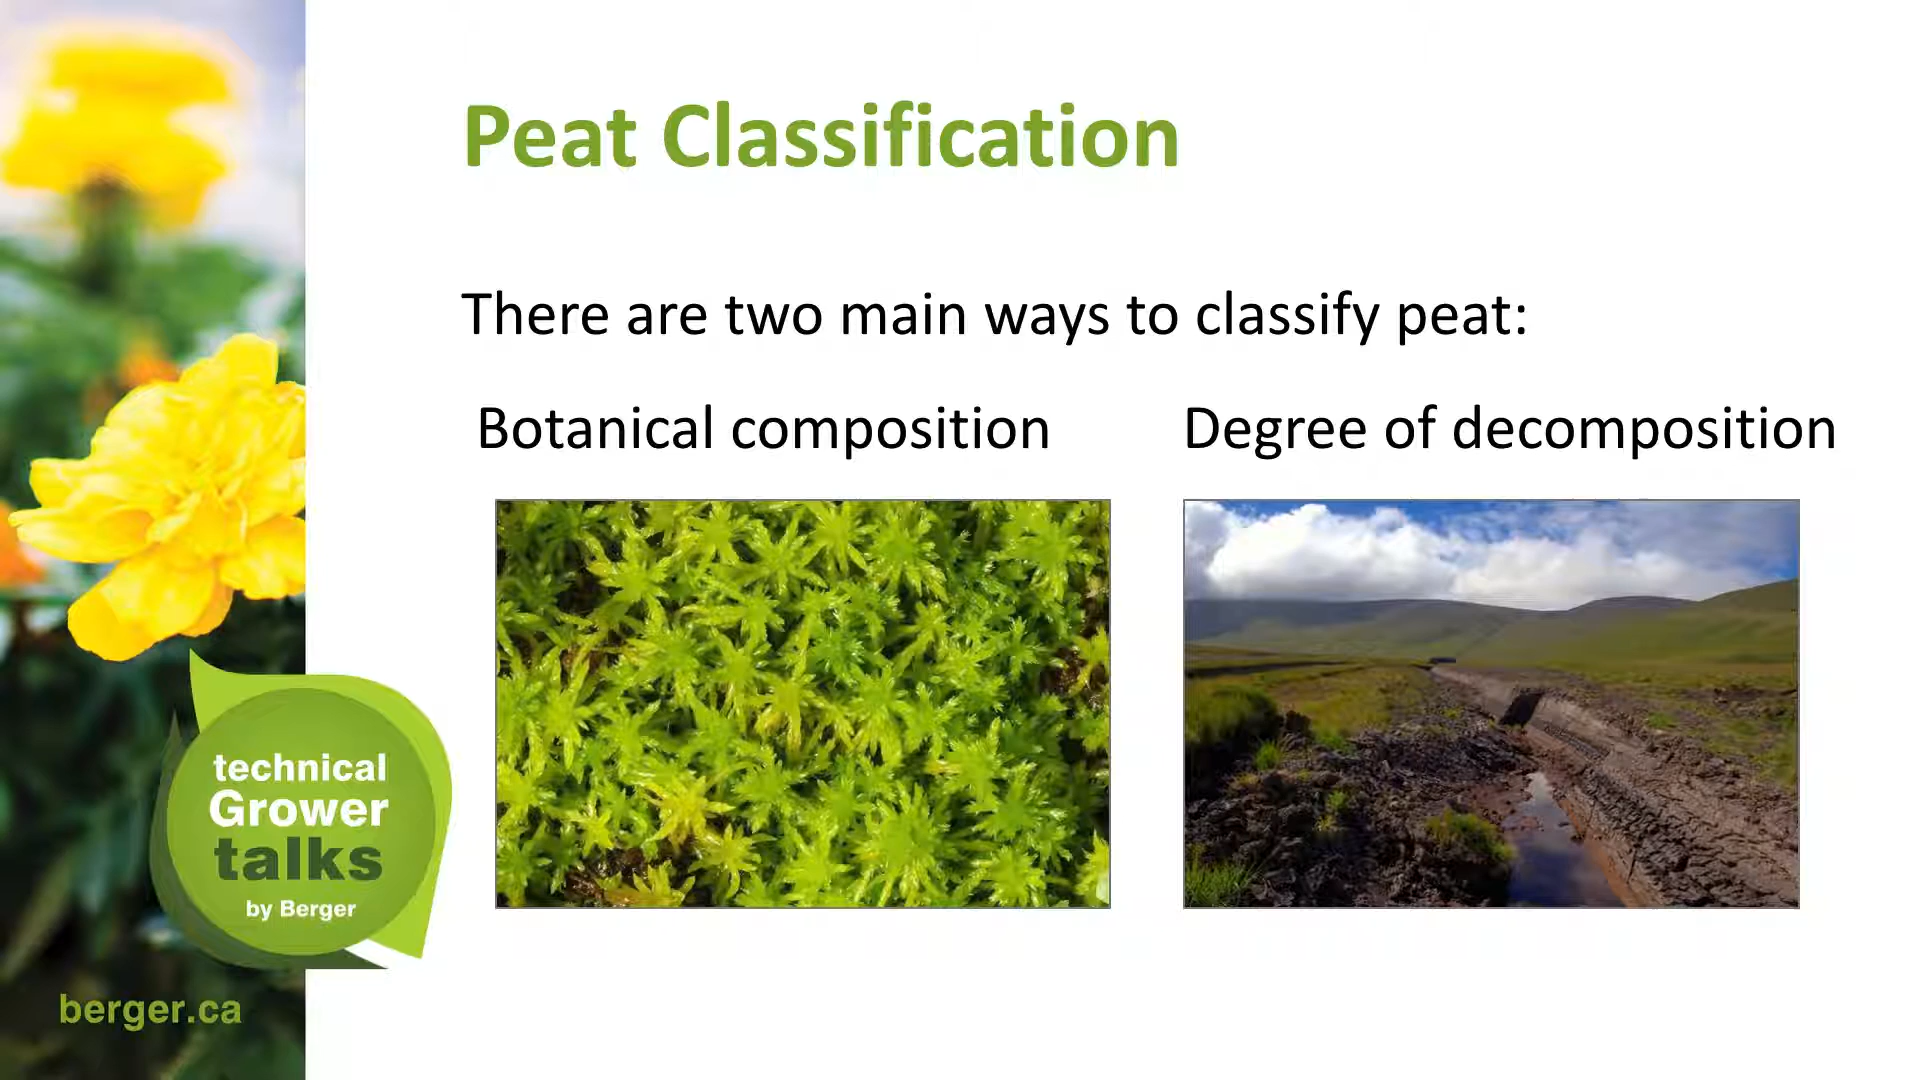 Peat Classification
There are two main ways to classify peat:
Botanical composition
Degree of decomposition
technical
Grower
talks
by Berger
berger.ca